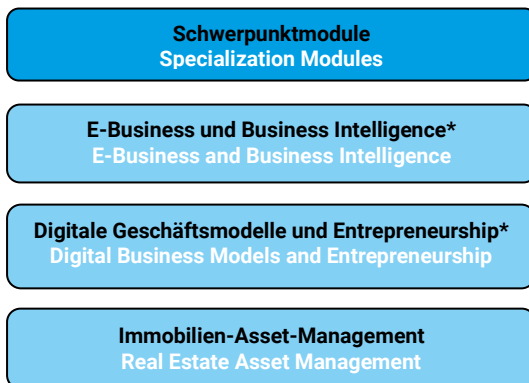 Schwerpunktmodule
Specialization Modules
E-Business und Business Intelligence*
E-Business and Business Intelligence
Digitale Geschäftsmodelle und Entrepreneurship*
Digital Business Models and Entrepreneurship
Immobilien-Asset-Management
Real Estate Asset Management